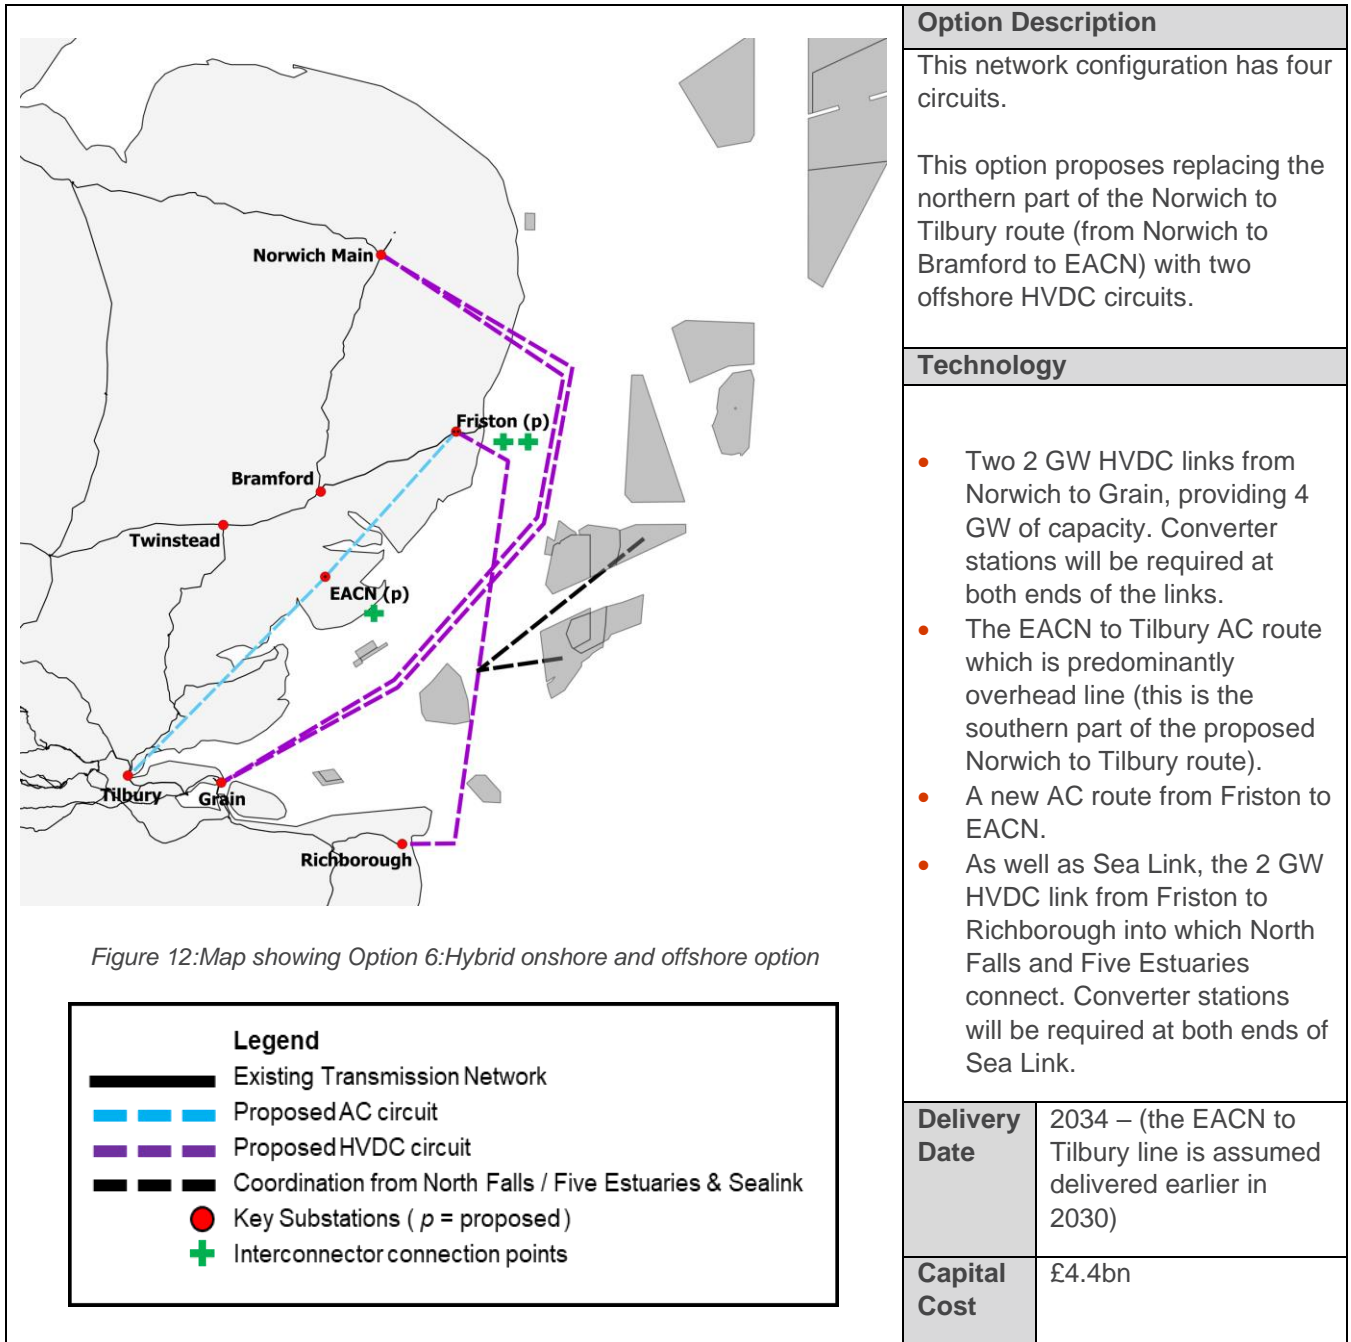 Norwich Main
Friston (p)
Bramford
Twinstead
EACN (p)
Tilbury
Grain
Richborough
Figure 12:Map showing Option 6:Hybrid onshore and offshore option
Legend
Existing Transmission Network
Proposed AC circuit
Proposed HVDC circuit
Coordination from North Falls / Five Estuaries & Sealink
Key Substations ( p = proposed )
Interconnector connection points
Option Description
This network configuration has four
circuits.
This option proposes replacing the
northern part of the Norwich to
Tilbury route (from Norwich to
Bramford to EACN) with two
offshore HVDC circuits.
Technology
• Two 2 GW HVDC links from
Norwich to Grain, providing 4
GW of capacity. Converter
stations will be required at
both ends of the links.
• The EACN to Tilbury AC route
which is predominantly
overhead line (this is the
southern part of the proposed
Norwich to Tilbury route).
• A new AC route from Friston to
EACN.
• As well as Sea Link, the 2 GW
HVDC link from Friston to
Richborough into which North
Falls and Five Estuaries
connect. Converter stations
will be required at both ends of
Sea Link.
Delivery
Date
2034 – (the EACN to
Tilbury line is assumed
delivered earlier in
2030)
Capital
Cost
£4.4bn